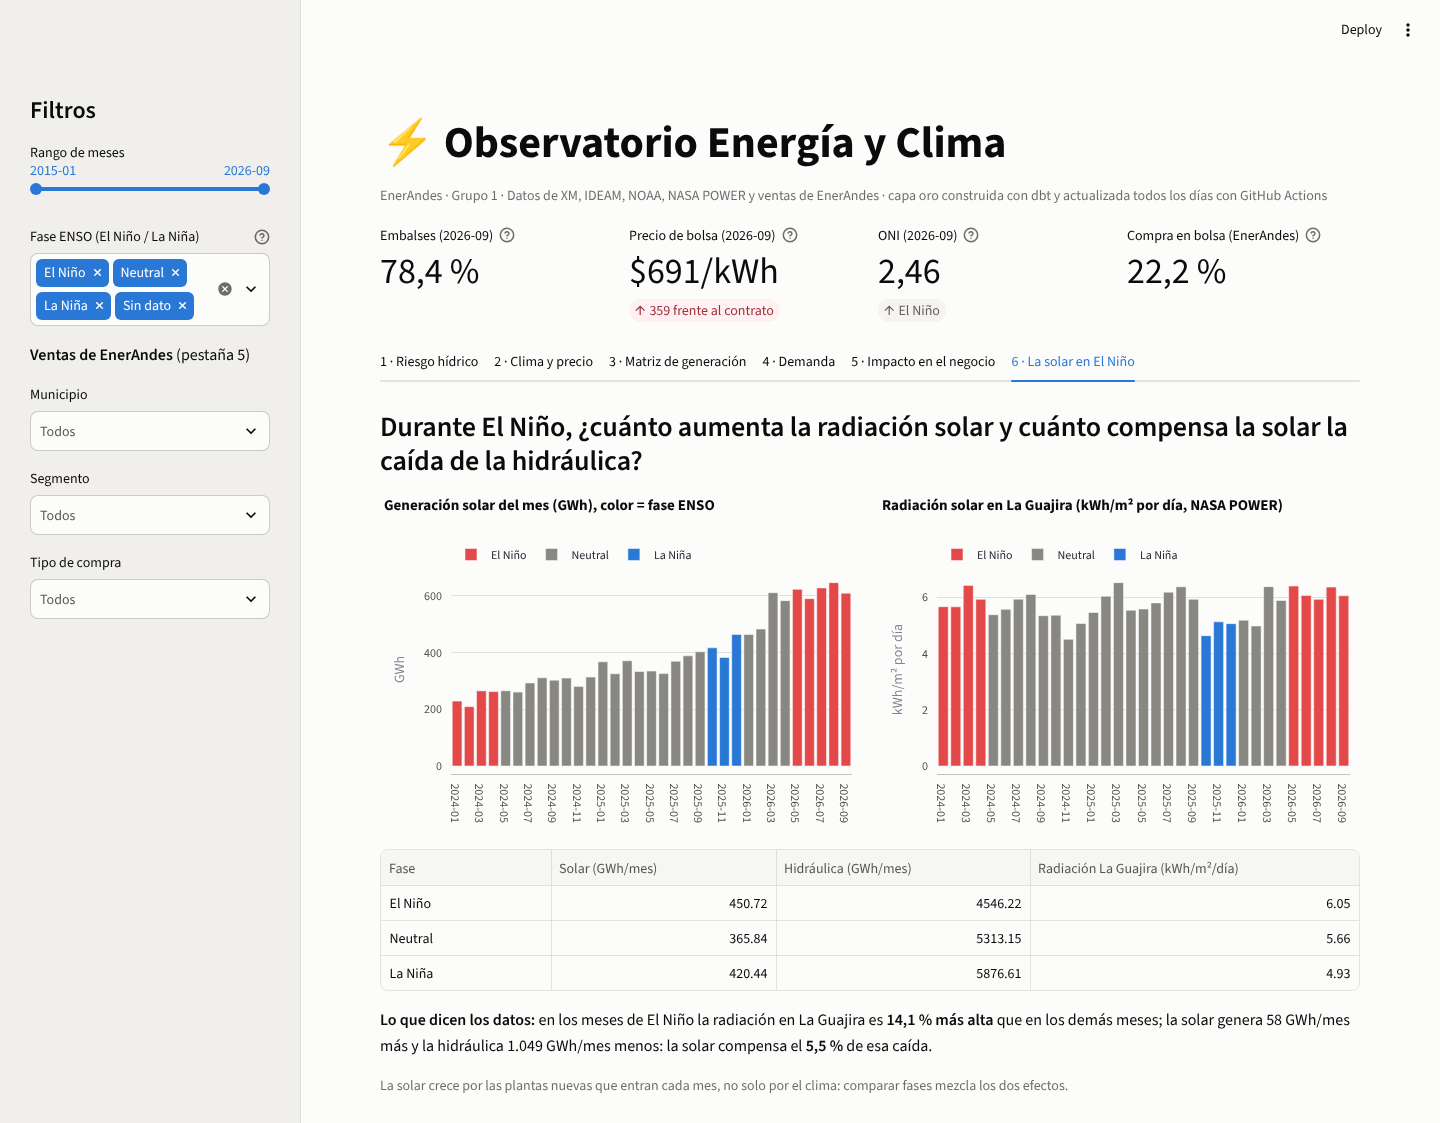 Deploy
Filtros
Rango de meses
2015-01 2026-09
Fase ENSO (El Niño / La Niña)
El Niño × Neutral ×
La Niña × Sin dato ×
Ventas de EnerAndes (pestaña 5)
Municipio
Todos
Segmento
Todos
Tipo de compra
Todos
⚡ Observatorio Energía y Clima
EnerAndes · Grupo 1 · Datos de XM, IDEAM, NOAA, NASA POWER y ventas de EnerAndes · capa oro construida con dbt y actualizada todos los días con GitHub Actions
Embalses (2026-09)
78,4 %
Precio de bolsa (2026-09)
$691/kWh
↑ 359 frente al contrato
ONI (2026-09)
2,46
↑ El Niño
Compra en bolsa (EnerAndes)
22,2 %
1 · Riesgo hídrico 2 · Clima y precio 3 · Matriz de generación 4 · Demanda 5 · Impacto en el negocio 6 · La solar en El Niño
Durante El Niño, ¿cuánto aumenta la radiación solar y cuánto compensa la solar la
caída de la hidráulica?
Generación solar del mes (GWh), color = fase ENSO
El Niño Neutral La Niña
600
400
200
0
GWh
2024-01 2024-03 2024-05 2024-07 2024-09 2024-11 2025-01 2025-03 2025-05 2025-07 2025-09 2025-11 2026-01 2026-03 2026-05 2026-07 2026-09
Radiación solar en La Guajira (kWh/m² por día, NASA POWER)
El Niño Neutral La Niña
6
4
2
0
kWh/m² por día
2024-01 2024-03 2024-05 2024-07 2024-09 2024-11 2025-01 2025-03 2025-05 2025-07 2025-09 2025-11 2026-01 2026-03 2026-05 2026-07 2026-09
Fase Solar (GWh/mes) Hidráulica (GWh/mes) Radiación La Guajira (kWh/m²/día)
El Niño 450.72 4546.22 6.05
Neutral 365.84 5313.15 5.66
La Niña 420.44 5876.61 4.93
Lo que dicen los datos: en los meses de El Niño la radiación en La Guajira es 14,1 % más alta que en los demás meses; la solar genera 58 GWh/mes
más y la hidráulica 1.049 GWh/mes menos: la solar compensa el 5,5 % de esa caída.
La solar crece por las plantas nuevas que entran cada mes, no solo por el clima: comparar fases mezcla los dos efectos.